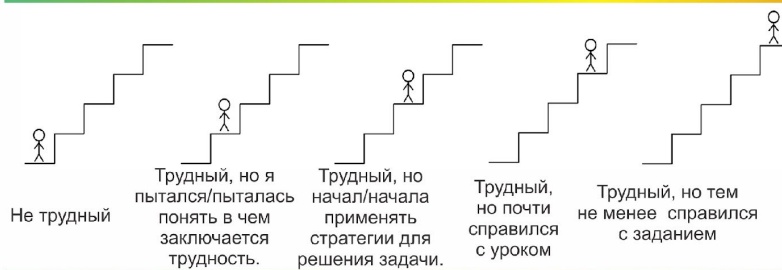 Не трудный
Трудный, но я
пытался/пыталась
понять в чем
заключается
трудность.
Трудный, но
начал/начала
применять
стратегии для
решения задачи.
Трудный,
но почти
справился
с уроком
Трудный, но тем
не менее справился
с заданием